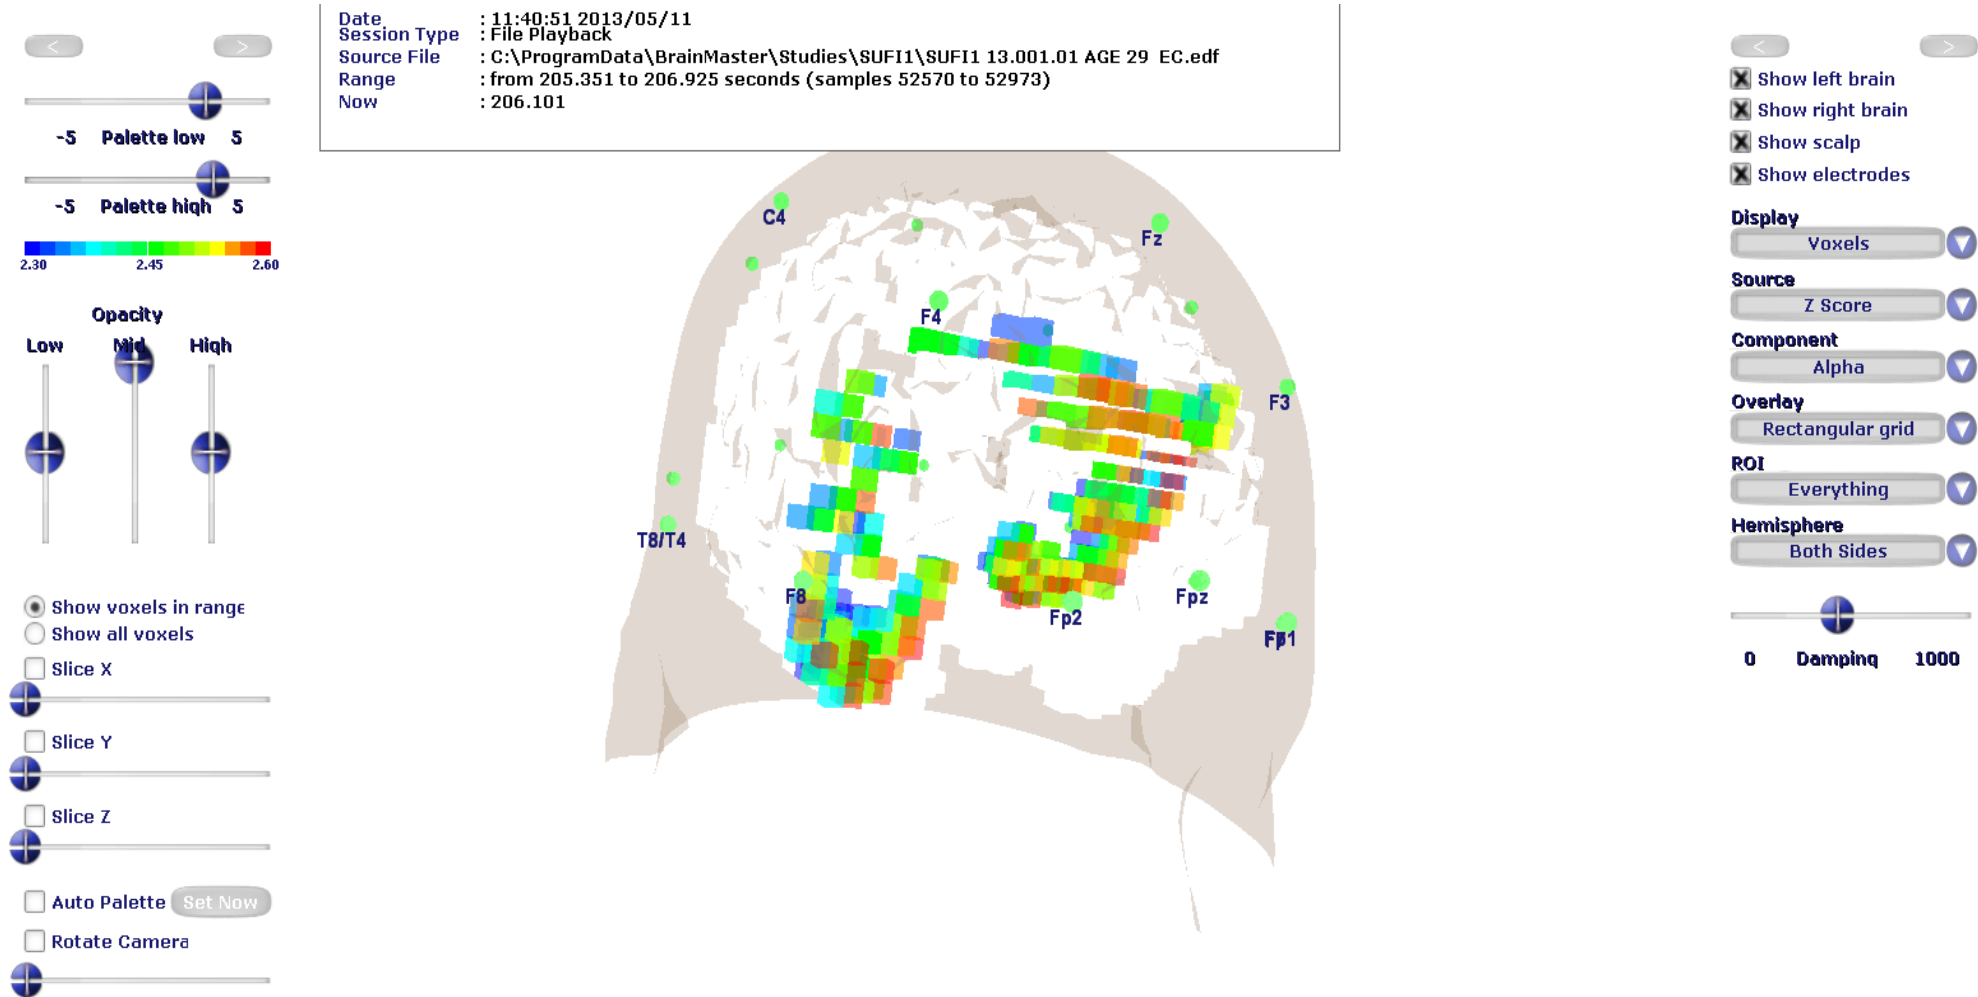 Date : 11:40:51 2013/05/11
Session Type : File Playback
Source File : C:\ProgramData\BrainMaster\Studies\SUFI1\SUFI1 13.001.01 AGE 29 EC.edf
Range : from 205.351 to 206.925 seconds (samples 52570 to 52973)
Now : 206.101
< >
-5 Palette low 5
-5 Palette high 5
2.30 2.45 2.60
Opacity
Low Mid High
Show voxels in range
Show all voxels
Slice X
Slice Y
Slice Z
Auto Palette Set Now
Rotate Camera
C4
Fz
F4
F3
T8/T4
F8
Fp2
Fpz
< >
Show left brain
Show right brain
Show scalp
Show electrodes
Display
Voxels
Source
Z Score
Component
Alpha
Overlay
Rectangular grid
ROI
Everything
Hemisphere
Both Sides
0 Damping 1000